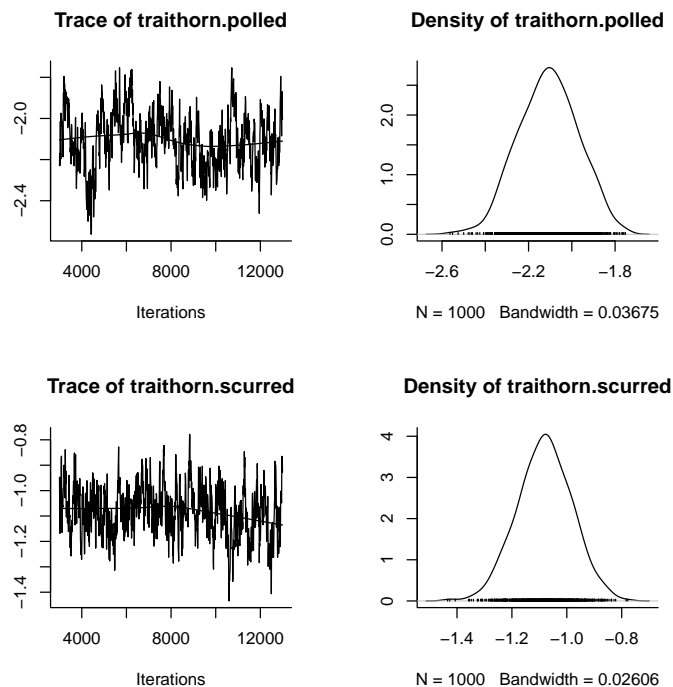 Trace of traithorn.polled
−2.4 −2.0
4000 8000 12000
Iterations
Density of traithorn.polled
0.0 1.0 2.0
−2.6 −2.2 −1.8
N = 1000 Bandwidth = 0.03675
Trace of traithorn.scurred
−1.4 −1.2 −1.0 −0.8
4000 8000 12000
Iterations
Density of traithorn.scurred
0 1 2 3 4
−1.4 −1.2 −1.0 −0.8
N = 1000 Bandwidth = 0.02606